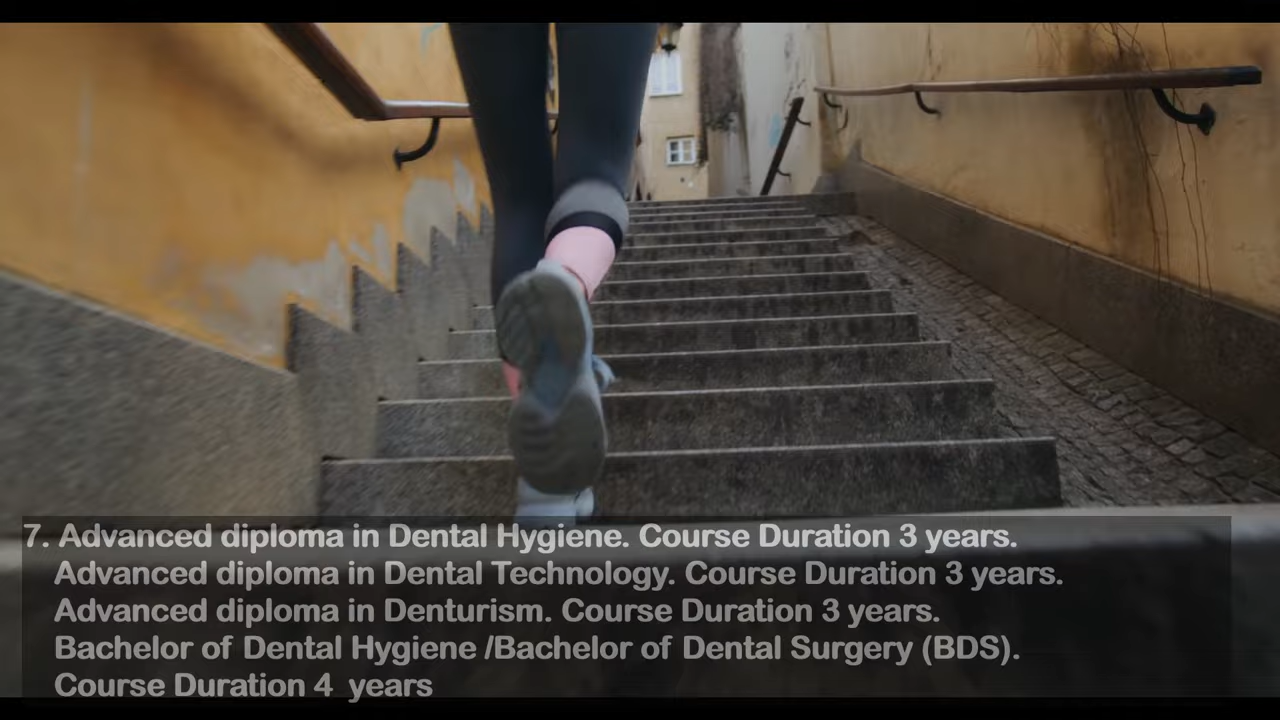 7. Advanced diploma in Dental Hygiene. Course Duration 3 years.
Advanced diploma in Dental Technology. Course Duration 3 years.
Advanced diploma in Denturism. Course Duration 3 years.
Bachelor of Dental Hygiene /Bachelor of Dental Surgery (BDS).
Course Duration 4 years